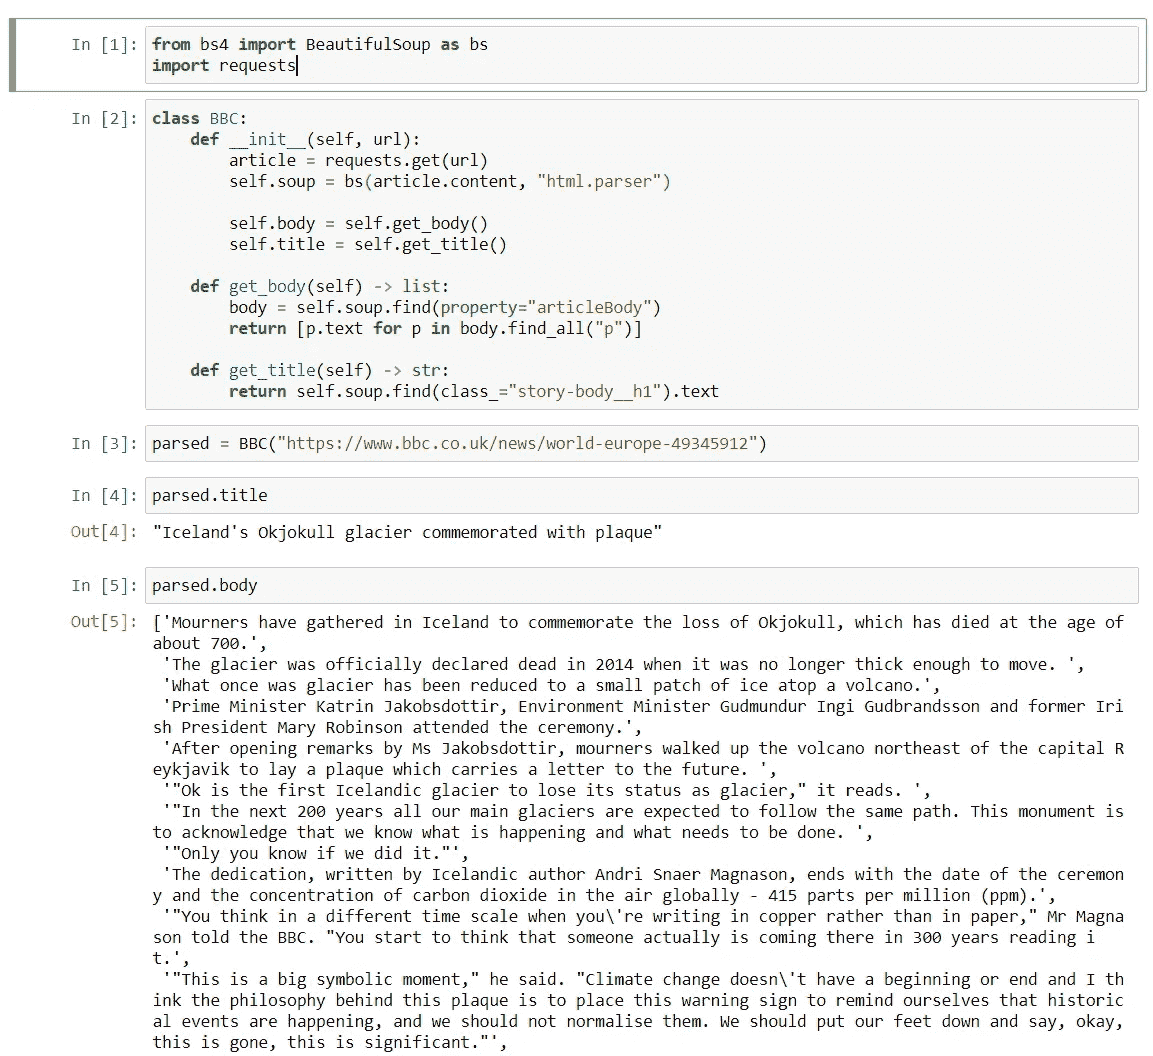 In [1]: from bs4 import BeautifulSoup as bs
import requests
In [2]: class BBC:
    def __init__(self, url):
        article = requests.get(url)
        self.soup = bs(article.content, "html.parser")
        self.body = self.get_body()
        self.title = self.get_title()
    def get_body(self) -> list:
        body = self.soup.find(property="articleBody")
        return [p.text for p in body.find_all("p")]
    def get_title(self) -> str:
        return self.soup.find(class_="story-body__h1").text
In [3]: parsed = BBC("https://www.bbc.co.uk/news/world-europe-49345912")
In [4]: parsed.title
Out[4]: "Iceland's Okjokull glacier commemorated with plaque"
In [5]: parsed.body
Out[5]: ['Mourners have gathered in Iceland to commemorate the loss of Okjokull, which has died at the age of
about 700.',
 'The glacier was officially declared dead in 2014 when it was no longer thick enough to move. ',
 'What once was glacier has been reduced to a small patch of ice atop a volcano.',
 'Prime Minister Katrin Jakobsdottir, Environment Minister Gudmundur Ingi Gudbrandsson and former Iri
sh President Mary Robinson attended the ceremony.',
 'After opening remarks by Ms Jakobsdottir, mourners walked up the volcano northeast of the capital R
eykjavik to lay a plaque which carries a letter to the future. ',
 '"Ok is the first Icelandic glacier to lose its status as glacier," it reads. ',
 '"In the next 200 years all our main glaciers are expected to follow the same path. This monument is
to acknowledge that we know what is happening and what needs to be done. ',
 '"Only you know if we did it."',
 'The dedication, written by Icelandic author Andri Snaer Magnason, ends with the date of the ceremon
y and the concentration of carbon dioxide in the air globally - 415 parts per million (ppm).',
 '"You think in a different time scale when you\'re writing in copper rather than in paper," Mr Magna
son told the BBC. "You start to think that someone actually is coming there in 300 years reading i
t.',
 '"This is a big symbolic moment," he said. "Climate change doesn\'t have a beginning or end and I th
ink the philosophy behind this plaque is to place this warning sign to remind ourselves that historic
al events are happening, and we should not normalise them. We should put our feet down and say, okay,
this is gone, this is significant."',